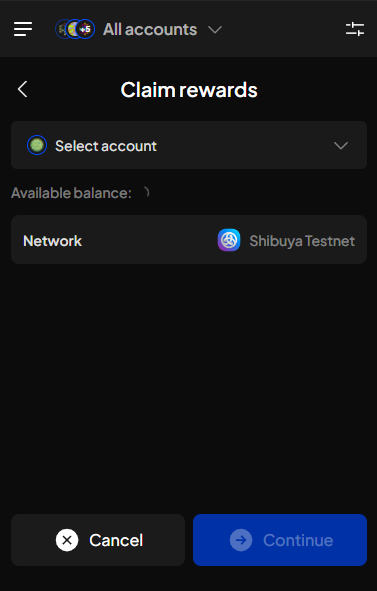 +5 All accounts
Claim rewards
Select account
Available balance:
Network Shibuya Testnet
Cancel Continue